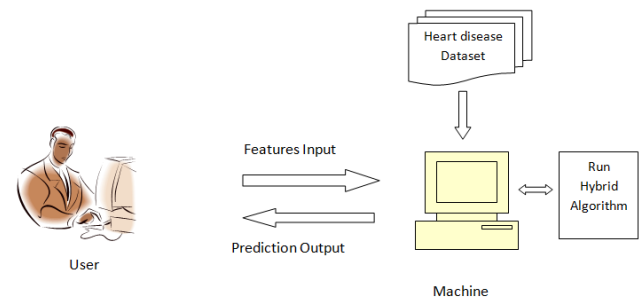 Heart disease
Dataset
Features Input
Run
Hybrid
Algorithm
Prediction Output
User
Machine